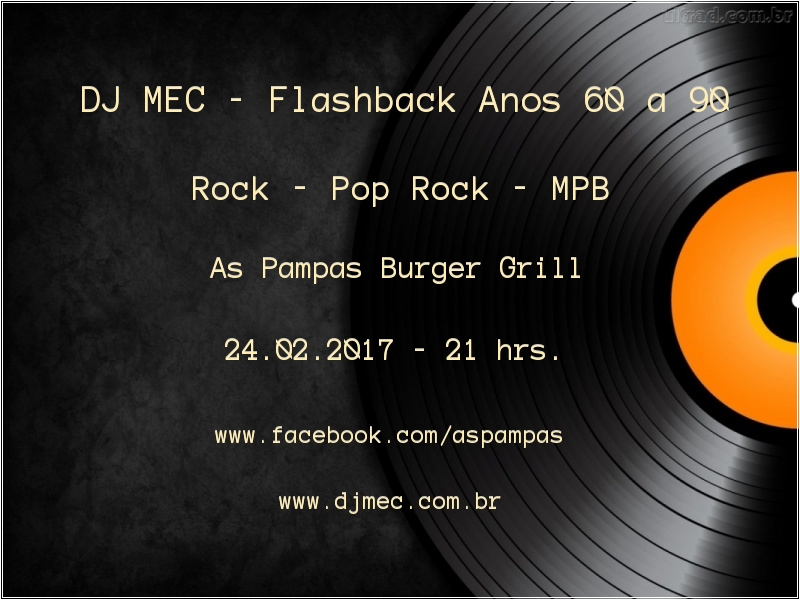 DJ MEC - Flashback Anos 60 a 90
Rock - Pop Rock - MPB
As Pampas Burger Grill
24.02.2017 - 21 hrs.
www.facebook.com/aspampas
www.djmec.com.br